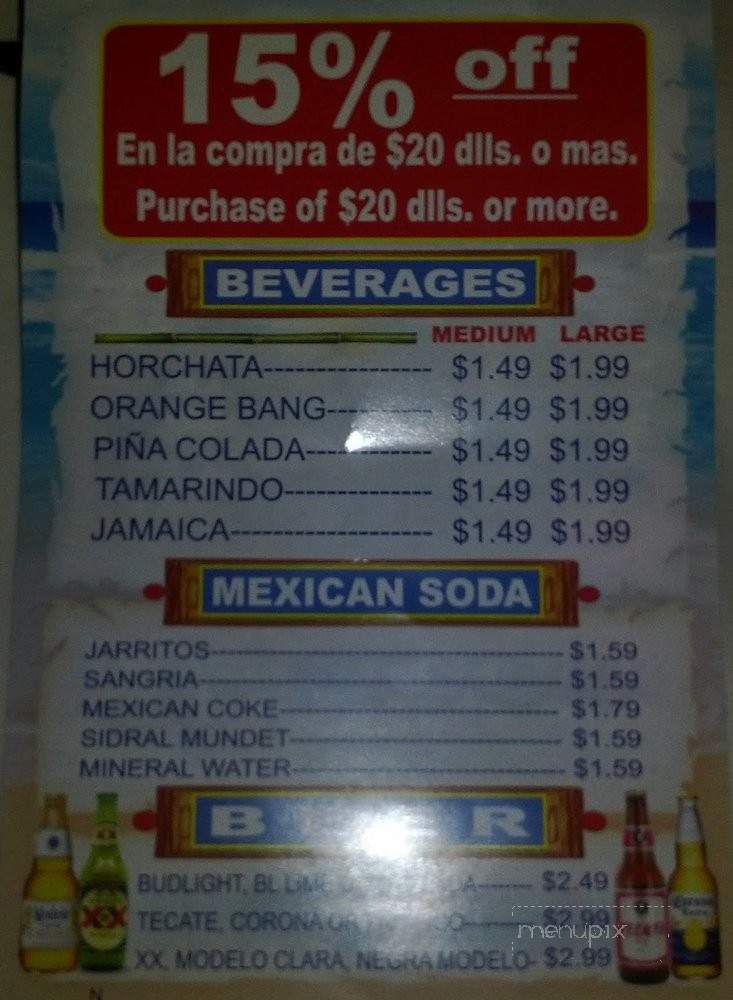 15% off
En la compra de $20 dlls. o mas.
Purchase of $20 dlls. or more.
BEVERAGES
MEDIUM LARGE
HORCHATA---------------- $1.49 $1.99
ORANGE BANG---------- $1.49 $1.99
PIÑA COLADA------------ $1.49 $1.99
TAMARINDO-------------- $1.49 $1.99
JAMAICA------------------- $1.49 $1.99
MEXICAN SODA
JARRITOS-------------------------------------------- $1.59
SANGRIA--------------------------------------------- $1.59
MEXICAN COKE----------------------------------- $1.79
SIDRAL MUNDET---------------------------------- $1.59
MINERAL WATER---------------------------------- $1.59
B R
BUDLIGHT, BL LIME ------- $2.49
TECATE, CORONA OR --------- $2.99
XX, MODELO CLARA, NEGRA MODELO- $2.99
XX
menupix
N